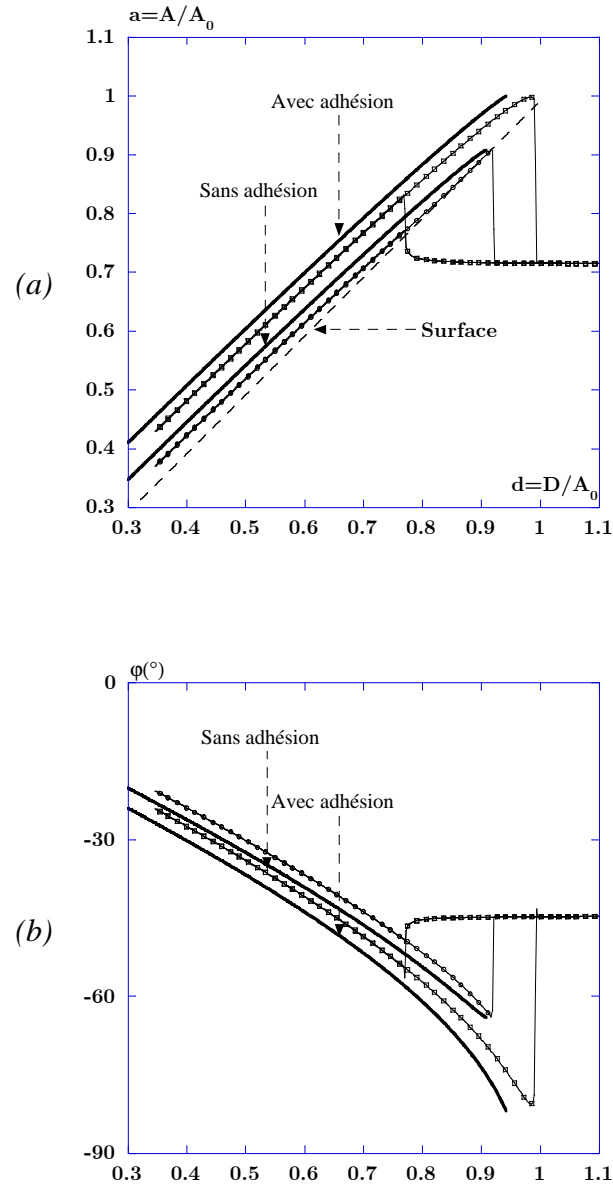 a=A/A0
1.1
1
Avec adhésion
0.9
Sans adhésion
0.8
0.7
(a)
0.6
Surface
0.5
0.4
d=D/A0
0.3
0.3 0.4 0.5 0.6 0.7 0.8 0.9 1 1.1
φ(°)
0
Sans adhésion
Avec adhésion
-30
(b)
-60
-90
0.3 0.4 0.5 0.6 0.7 0.8 0.9 1 1.1